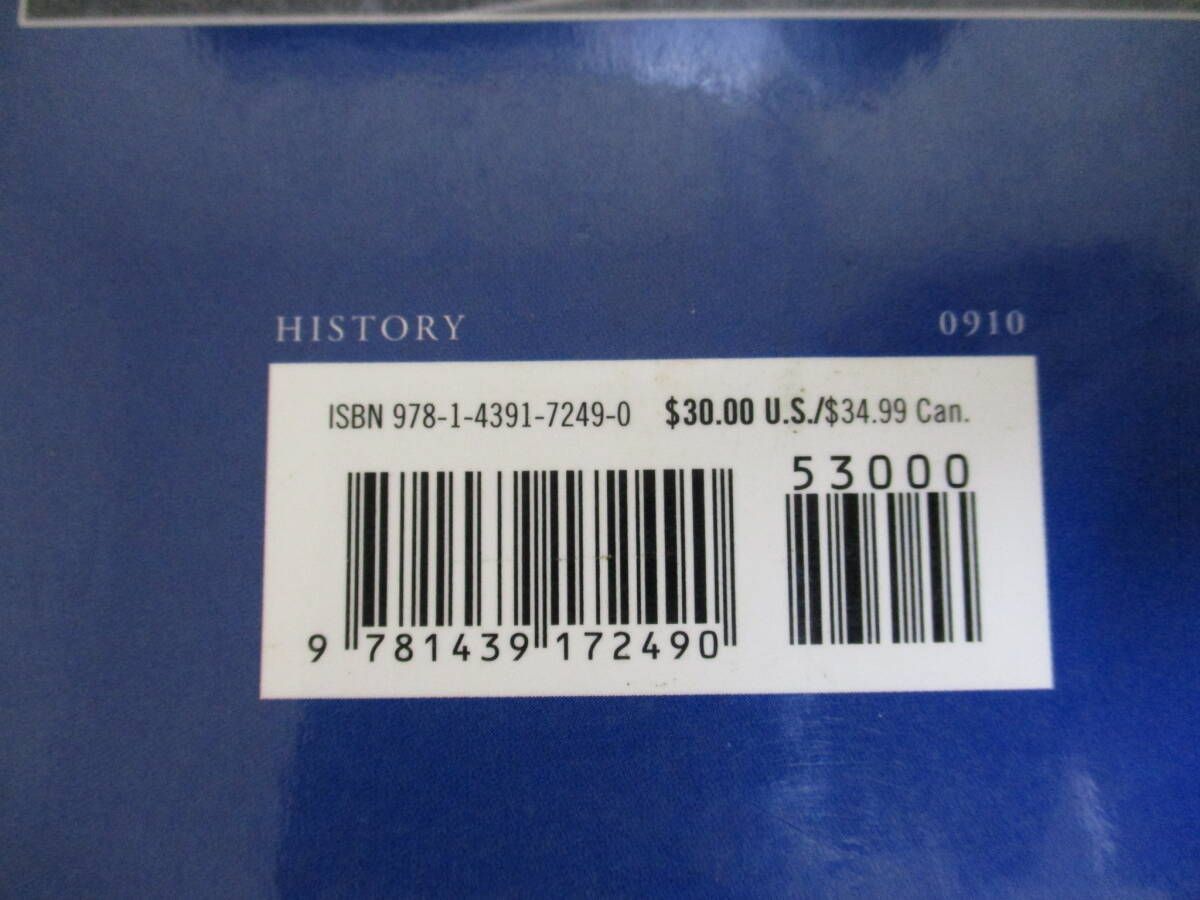 HISTORY 0910
ISBN 978-1-4391-7249-0 $30.00 U.S./$34.99 Can.
53000
9 781439 172490